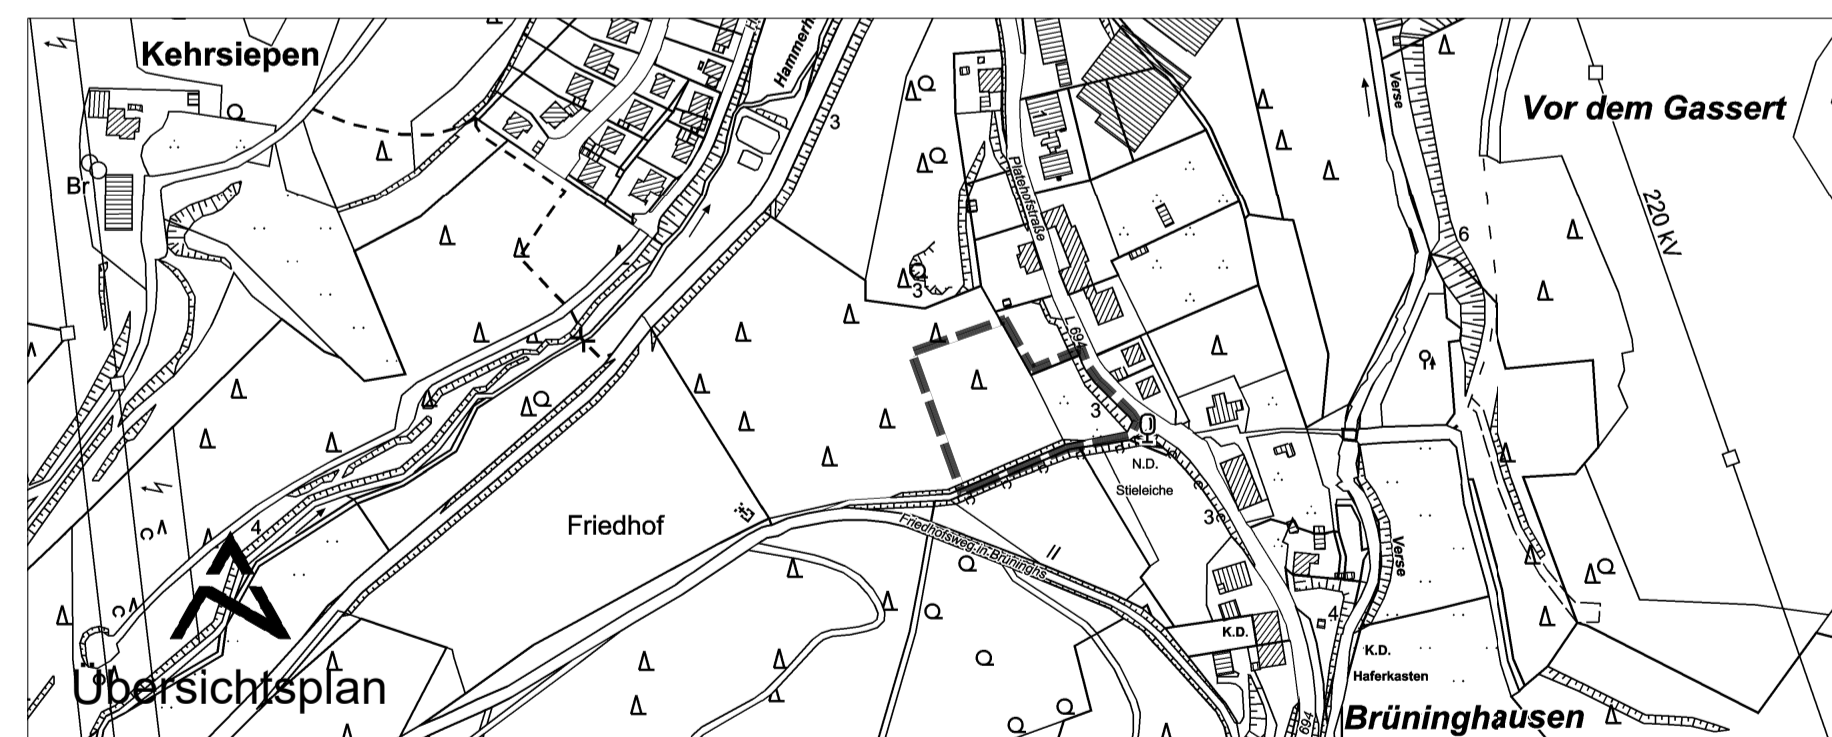 Kehrsiepen
Hammerh
3
Verse
Vor dem Gassert
Br
Platehofstraße
220 kV
6
3
L 694
3
N.D.
Stieleiche
3
4
Friedhof
Friedhofsweg in Brüninghs.
Verse
4
K.D.
K.D.
Haferkasten
Übersichtsplan
694
Brüninghausen